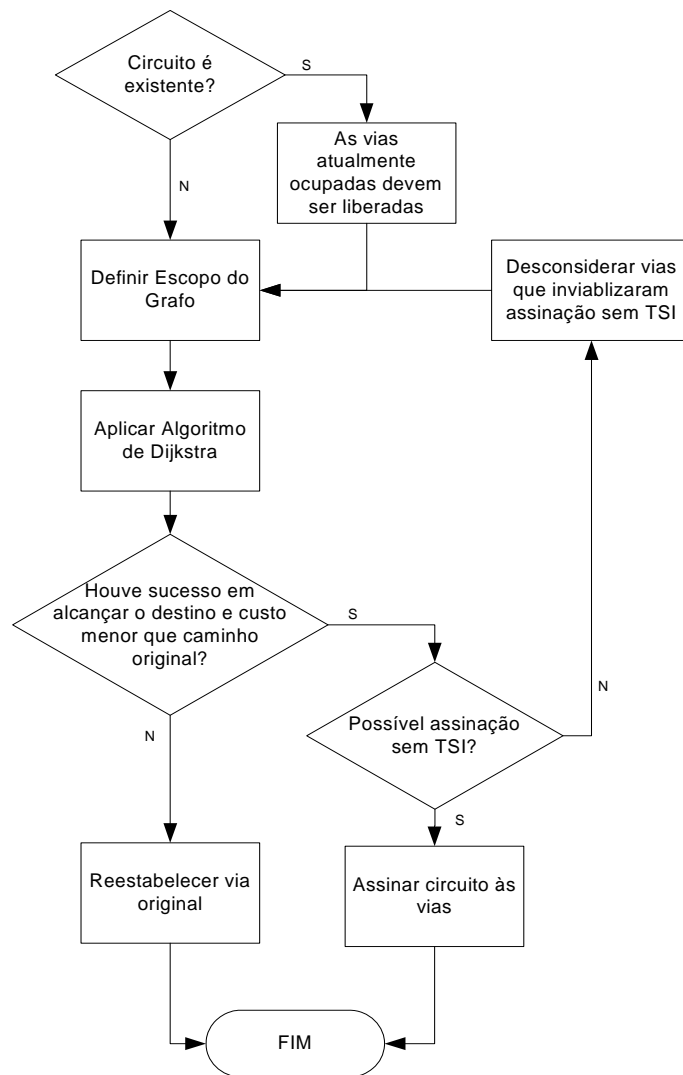 Circuito é
existente?
S
As vias
atualmente
ocupadas devem
ser liberadas
N
Definir Escopo do
Grafo
Desconsiderar vias
que inviablizaram
assinação sem TSI
Aplicar Algoritmo
de Dijkstra
Houve sucesso em
alcançar o destino e custo
menor que caminho
original?
S
N
Possível assinação
sem TSI?
N
S
Reestabelecer via
original
Assinar circuito às
vias
FIM